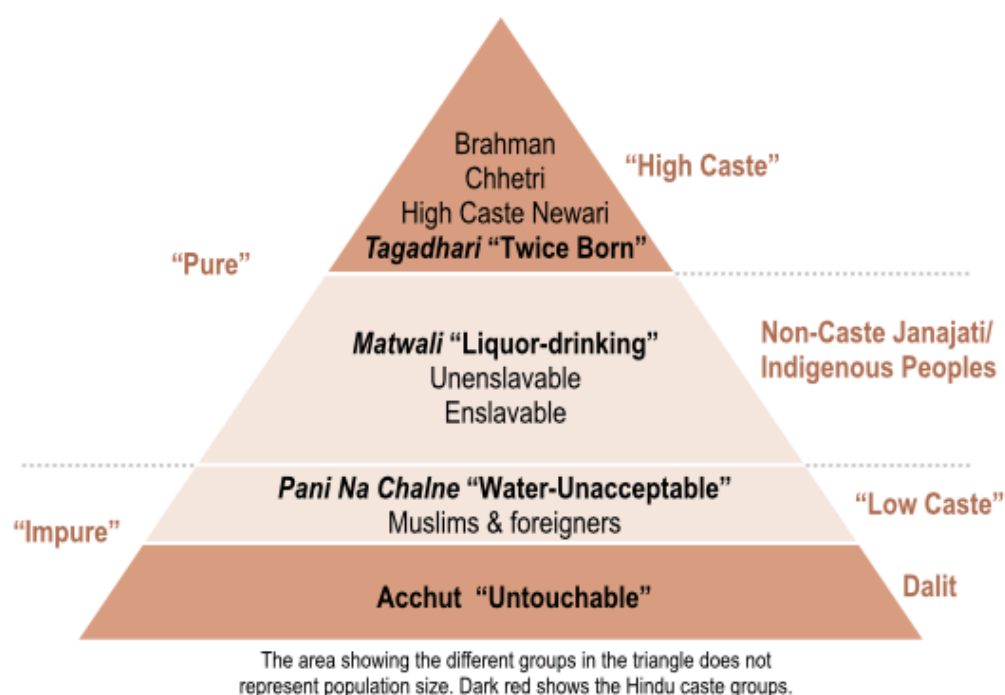 Brahman
Chhetri
“High Caste”
High Caste Newari
Tagadhari “Twice Born”
“Pure”
Matwali “Liquor-drinking”
Non-Caste Janajati/
Indigenous Peoples
Unenslavable
Enslavable
Pani Na Chalne “Water-Unacceptable”
“Low Caste”
Muslims & foreigners
“Impure”
Acchut “Untouchable”
Dalit
The area showing the different groups in the triangle does not
represent population size. Dark red shows the Hindu caste groups.